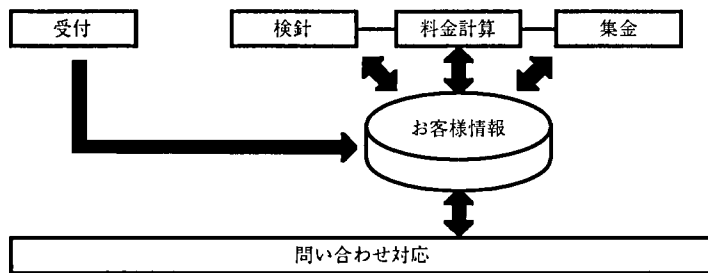 受付
検針
料金計算
集金
お客様情報
問い合わせ対応